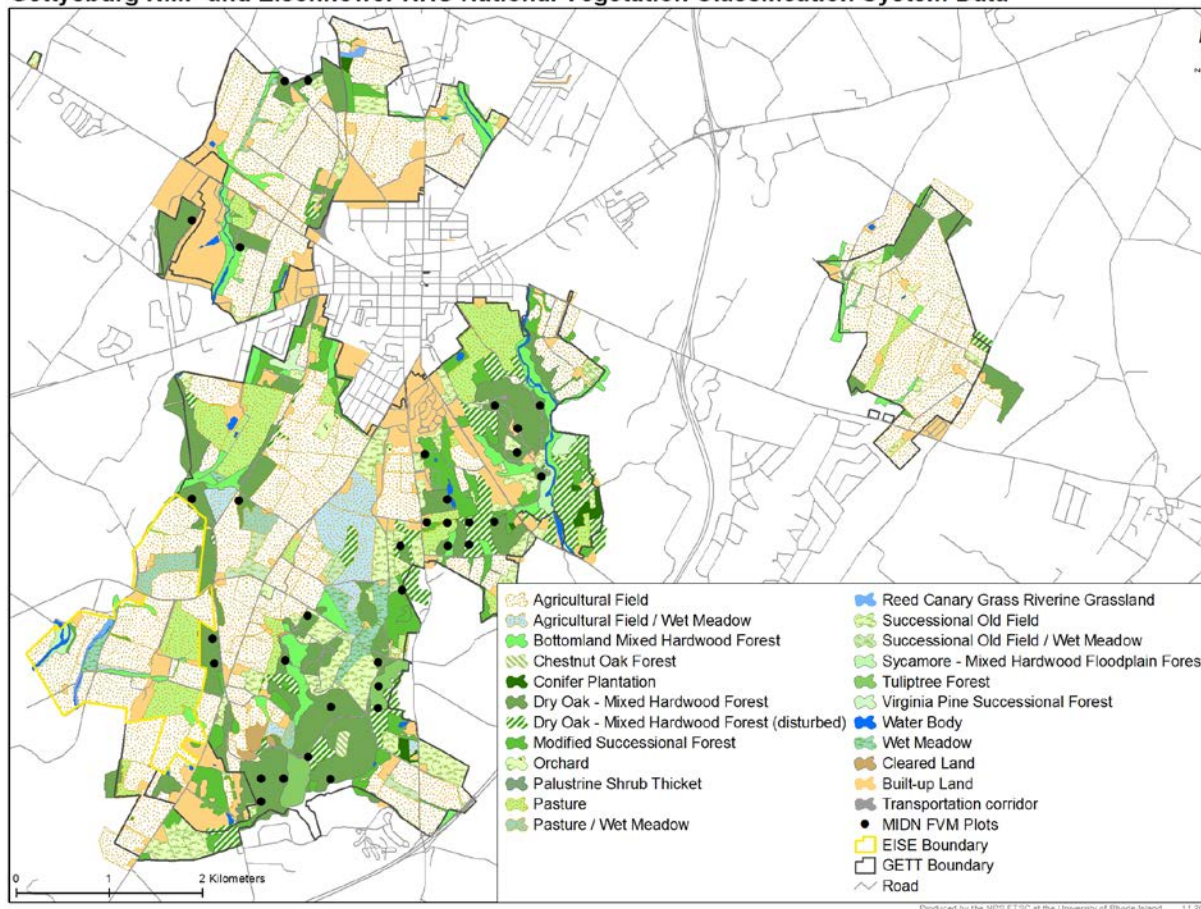 Gettysburg NMP and Eisenhower NHS National Vegetation Classification System Data
Agricultural Field
Agricultural Field / Wet Meadow
Bottomland Mixed Hardwood Forest
Chestnut Oak Forest
Conifer Plantation
Dry Oak - Mixed Hardwood Forest
Dry Oak - Mixed Hardwood Forest (disturbed)
Modified Successional Forest
Orchard
Palustrine Shrub Thicket
Pasture
Pasture / Wet Meadow
Reed Canary Grass Riverine Grassland
Successional Old Field
Successional Old Field / Wet Meadow
Sycamore - Mixed Hardwood Floodplain Fores
Tuliptree Forest
Virginia Pine Successional Forest
Water Body
Wet Meadow
Cleared Land
Built-up Land
Transportation corridor
MIDN FVM Plots
EISE Boundary
GETT Boundary
Road
0 1 2 Kilometers
Produced by the NPS FTSC at the University of Rhode Island